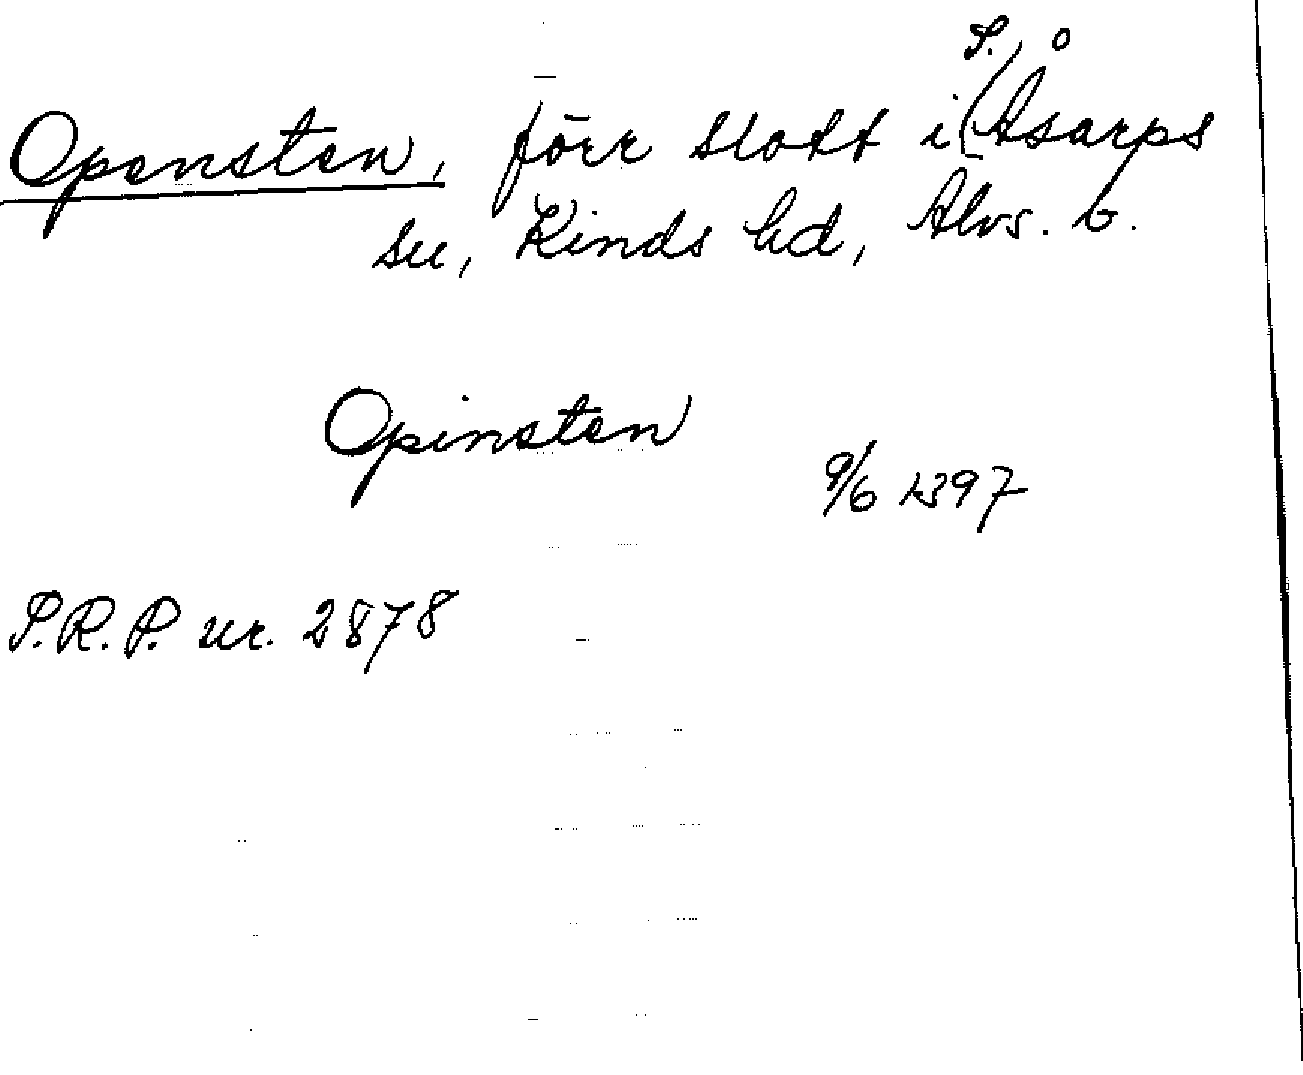 Opensten, förr slott i S. Åsarps
sn, Kinds hd, Älvs. b.
Opinsten
9/6 1397
S.R.P. nr. 2878